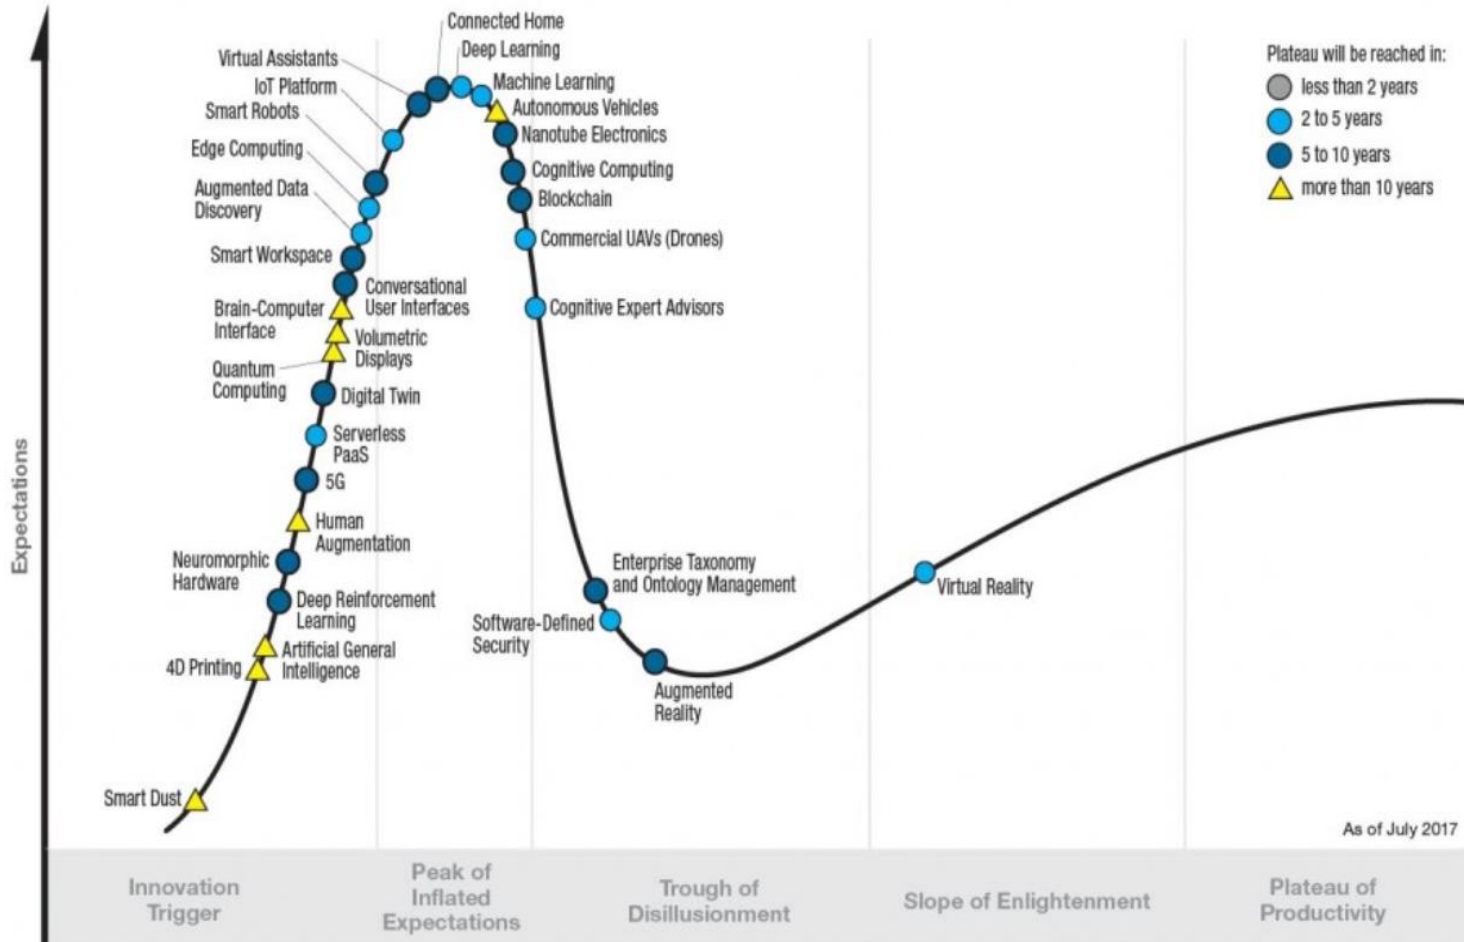 Connected Home
Deep Learning
Virtual Assistants
IoT Platform
Machine Learning
Smart Robots
Autonomous Vehicles
Nanotube Electronics
Edge Computing
Cognitive Computing
Augmented Data
Discovery
Blockchain
Commercial UAVs (Drones)
Smart Workspace
Conversational
User Interfaces
Brain-Computer
Interface
Cognitive Expert Advisors
Volumetric
Displays
Quantum
Computing
Digital Twin
Serverless
PaaS
5G
Human
Augmentation
Neuromorphic
Hardware
Deep Reinforcement
Learning
Artificial General
Intelligence
4D Printing
Smart Dust
Enterprise Taxonomy
and Ontology Management
Software-Defined
Security
Augmented
Reality
Virtual Reality
Plateau will be reached in:
less than 2 years
2 to 5 years
5 to 10 years
more than 10 years
Expectations
As of July 2017
Innovation
Trigger
Peak of
Inflated
Expectations
Trough of
Disillusionment
Slope of Enlightenment
Plateau of
Productivity